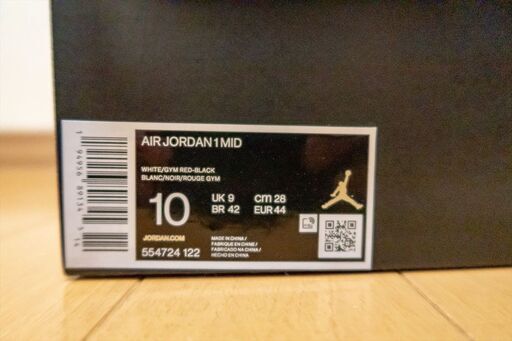 AIR JORDAN 1 MID
WHITE/GYM RED-BLACK
BLANC/NOIR/ROUGE GYM
10
UK 9 cm 28
BR 42 EUR 44
JORDAN.COM
554724 122
MADE IN CHINA /
FABRIQUE EN CHINE /
FABRICADO NA CHINA /
HECHO EN CHINA